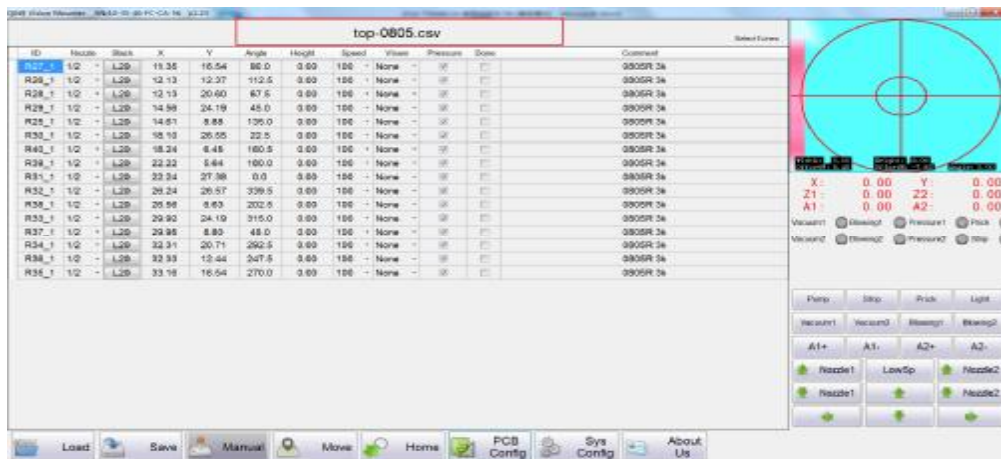 top-0805.csv
ID Nozzle Stack X Y Angle Height Speed Vision Pressure Done Comment
R27_1 1/2 L29 11.35 16.54 90.0 0.00 100 None 0805R 3k
1/2 L29 12.13 12.37 112.5 0.00 100 None 0805R 3k
R28_1 1/2 L29 12.13 20.60 67.5 0.00 100 None 0805R 3k
R29_1 1/2 L29 14.56 24.19 45.0 0.00 100 None 0805R 3k
R25_1 1/2 L29 14.61 8.88 135.0 0.00 100 None 0805R 3k
R30_1 1/2 L29 18.10 26.55 22.5 0.00 100 None 0805R 3k
R40_1 1/2 L29 18.24 6.45 0.00 100 None 0805R 3k
R39_1 1/2 L29 22.22 5.64 180.0 0.00 100 None 0805R 3k
R31_1 1/2 L29 22.24 27.38 0.0 0.00 100 None 0805R 3k
R32_1 1/2 L29 26.24 26.57 0.00 100 None 0805R 3k
R38_1 1/2 L29 26.56 202.5 0.00 100 None 0805R 3k
R33_1 1/2 L29 29.92 24.19 315.0 0.00 100 None 0805R 3k
R37_1 1/2 L29 29.95 8.80 0.00 100 None 0805R 3k
R34_1 1/2 L29 32.31 20.71 292.5 0.00 100 None 0805R 3k
1/2 L29 32.33 12.44 247.5 0.00 100 None 0805R 3k
R35_1 1/2 L29 33.16 16.54 270.0 0.00 100 None 0805R 3k
X: 0.00 Y: 0.00
Z1: 0.00 Z2: 0.00
A1: 0.00 A2: 0.00
Vacuum1 Blowing1 Pressure1 Prick
Vacuum2 Blowing2 Pressure2 Stop
Pump Stop Prick Light
Vacuum1 Vacuum2 Blowing1 Blowing2
A1+ A1- A2+ A2-
Nozzle1 LowSp Nozzle2
Nozzle1 Nozzle2
Load Save Manual Move Home PCB Config Sys Config About Us